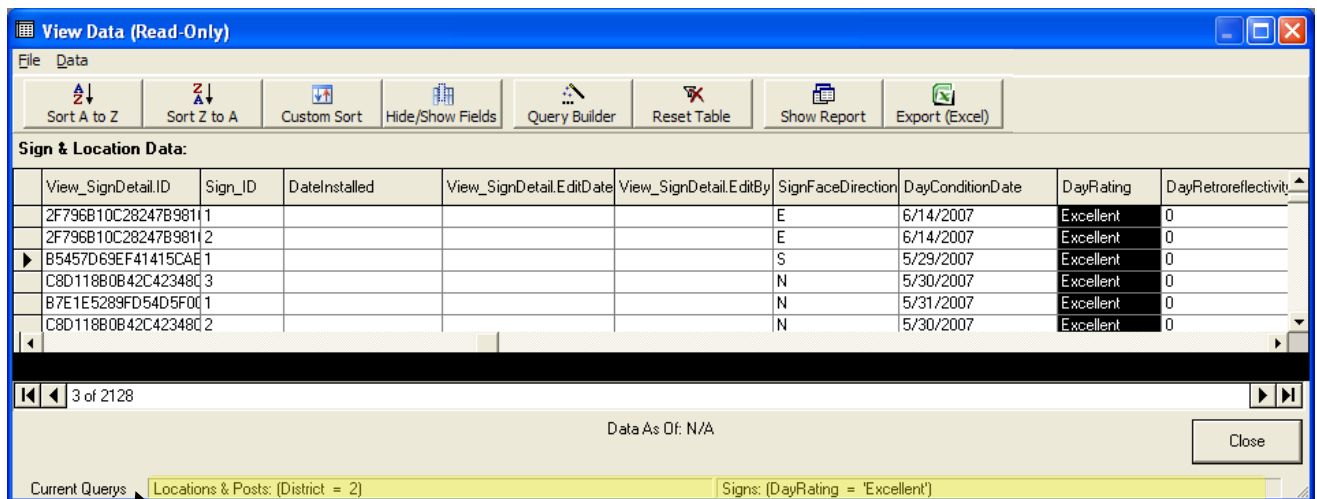 View Data (Read-Only)
File Data
Sort A to Z Sort Z to A Custom Sort Hide/Show Fields Query Builder Reset Table Show Report Export (Excel)
Sign & Location Data:
View_SignDetail.ID Sign_ID DateInstalled View_SignDetail.EditDate View_SignDetail.EditBy SignFaceDirection DayConditionDate DayRating DayRetroreflectivity
2F796B10C28247B981 1 E 6/14/2007 Excellent 0
2F796B10C28247B981 2 E 6/14/2007 Excellent 0
B5457D69EF41415CAE 1 S 5/29/2007 Excellent 0
C8D118B0B42C42348 3 N 5/30/2007 Excellent 0
B7E1E5289FD54D5F0 1 N 5/31/2007 Excellent 0
C8D118B0B42C42348 2 N 5/30/2007 Excellent 0
3 of 2128
Data As Of: N/A
Close
Current Querys Locations & Posts: (District = 2) Signs: (DayRating = 'Excellent')